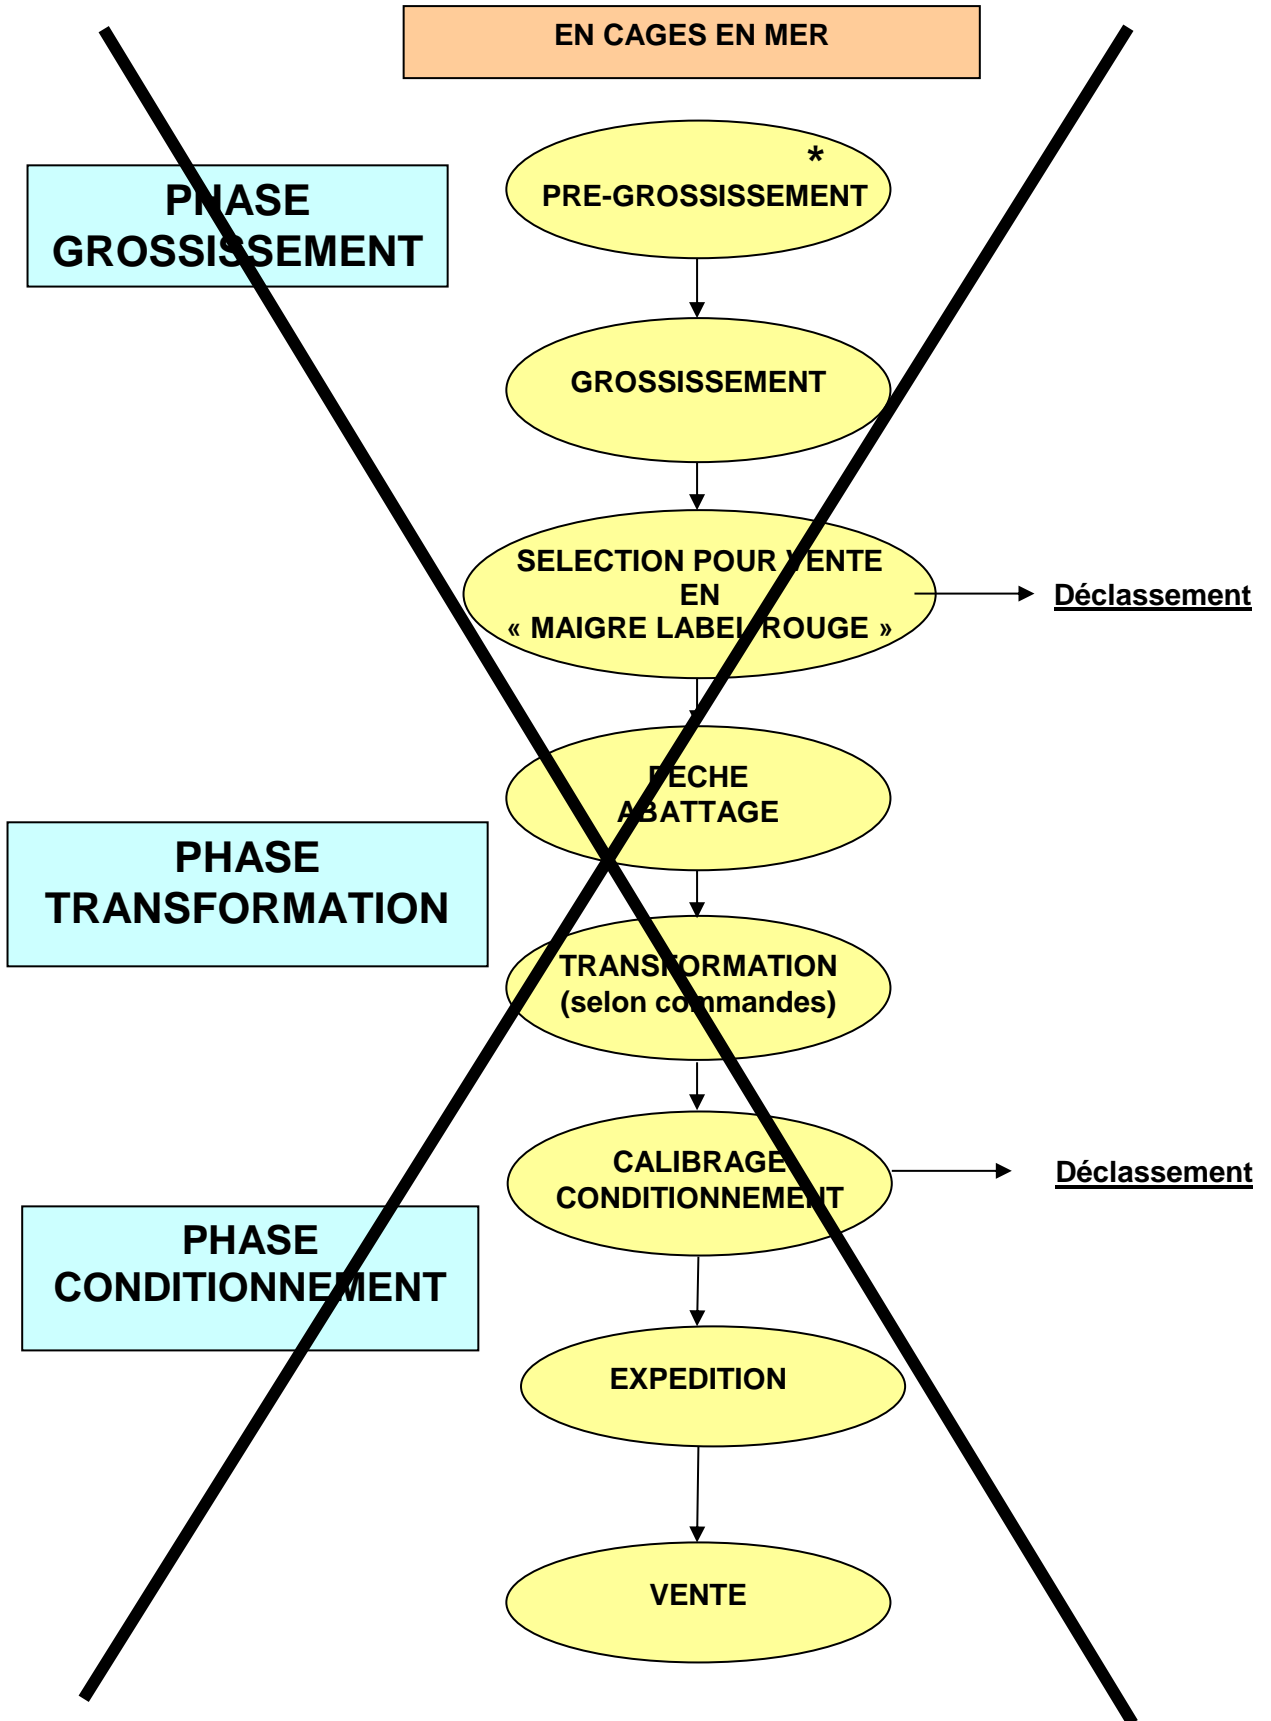 EN CAGES EN MER
*
PRE-GROSSISSEMENT
PHASE
GROSSISSEMENT
GROSSISSEMENT
SELECTION POUR VENTE
EN
« MAIGRE LABEL ROUGE »
Déclassement
PECHE
ABATTAGE
PHASE
TRANSFORMATION
TRANSFORMATION
(selon commandes)
CALIBRAGE
CONDITIONNEMENT
Déclassement
PHASE
CONDITIONNEMENT
EXPEDITION
VENTE